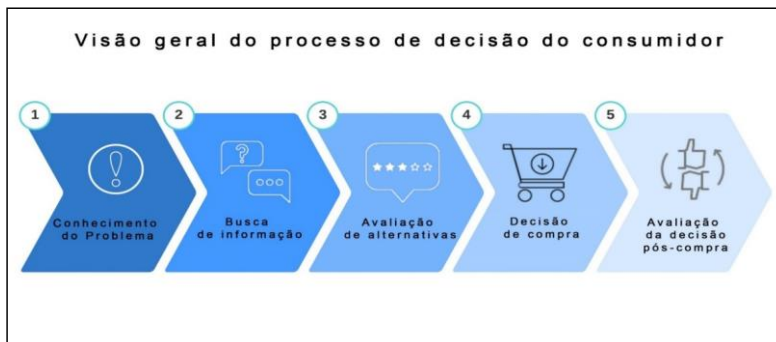 Visão geral do processo de decisão do consumidor
1
Conhecimento
do Problema
2
?
Busca
de informação
3
Avaliação
de alternativas
4
Decisão
de compra
5
Avaliação
da decisão
pós-compra